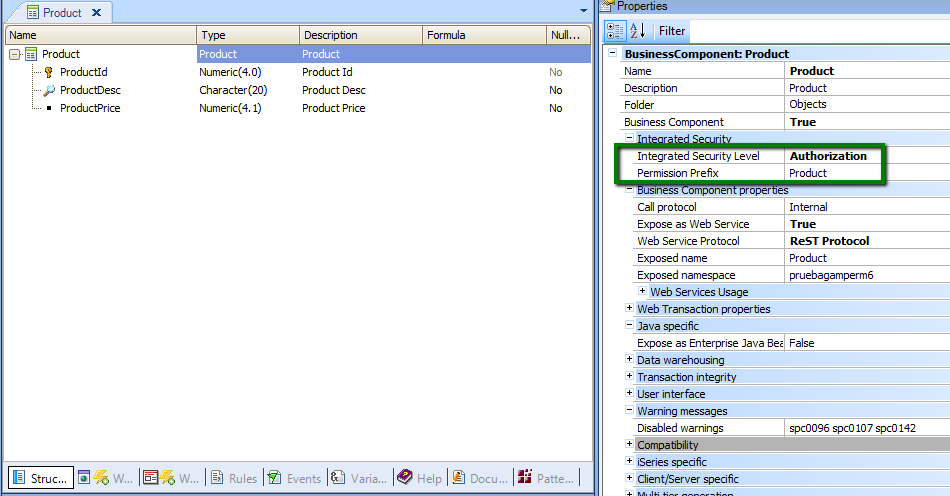 Product
Name Type Description Formula Null...
Product Product Product
ProductId Numeric(4.0) Product Id No
ProductDesc Character(20) Product Desc No
ProductPrice Numeric(4.1) Product Price No
Struc... W... W... Rules Events Varia... Help Docu... Patte...
Properties
Filter
BusinessComponent: Product
Name Product
Description Product
Folder Objects
Business Component True
Integrated Security
Integrated Security Level Authorization
Permission Prefix Product
Business Component properties
Call protocol Internal
Expose as Web Service True
Web Service Protocol ReST Protocol
Exposed name Product
Exposed namespace pruebagamperm6
Web Services Usage
Web Transaction properties
Java specific
Expose as Enterprise Java Bea False
Data warehousing
Transaction integrity
User interface
Warning messages
Disabled warnings spc0096 spc0107 spc0142
Compatibility
iSeries specific
Client/Server specific
Multi-tier generation